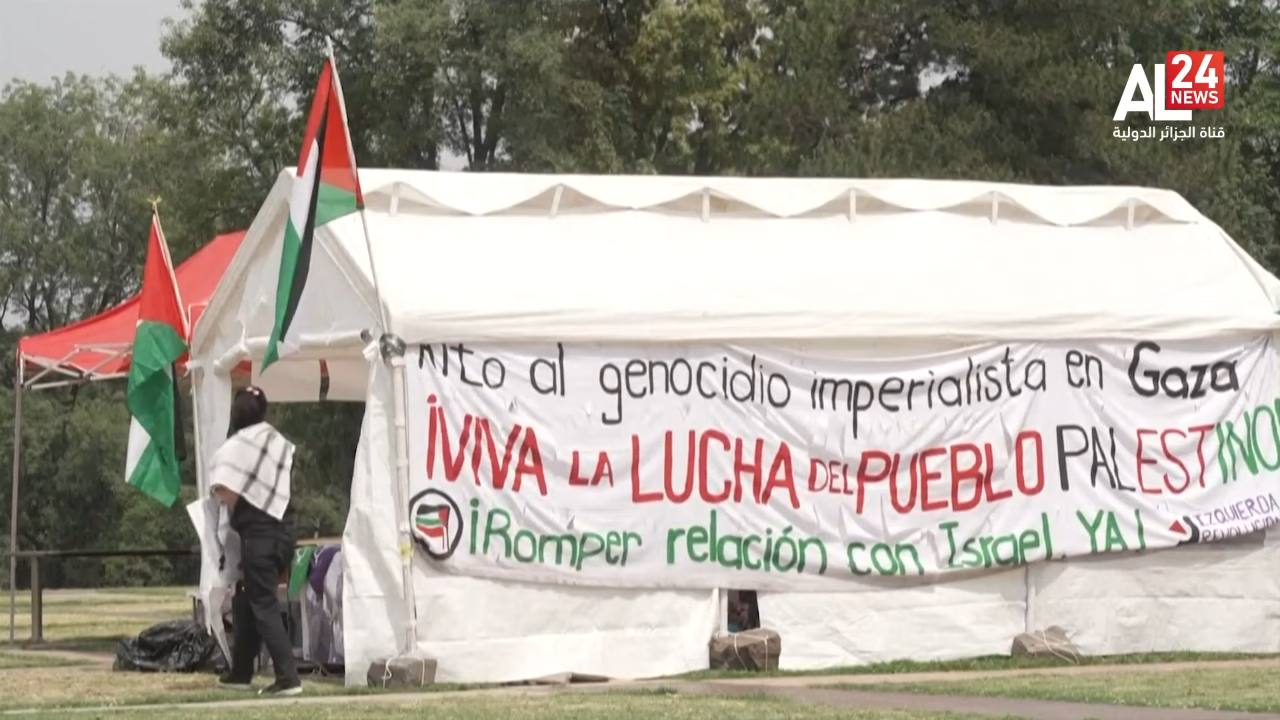 AL 24
NEWS
قناة الجزائر الدولية
Alto al genocidio imperialista en Gaza
¡VIVA LA LUCHA DEL PUEBLO PALESTINO
¡Romper relación con Israel YA!
IZQUIERDA